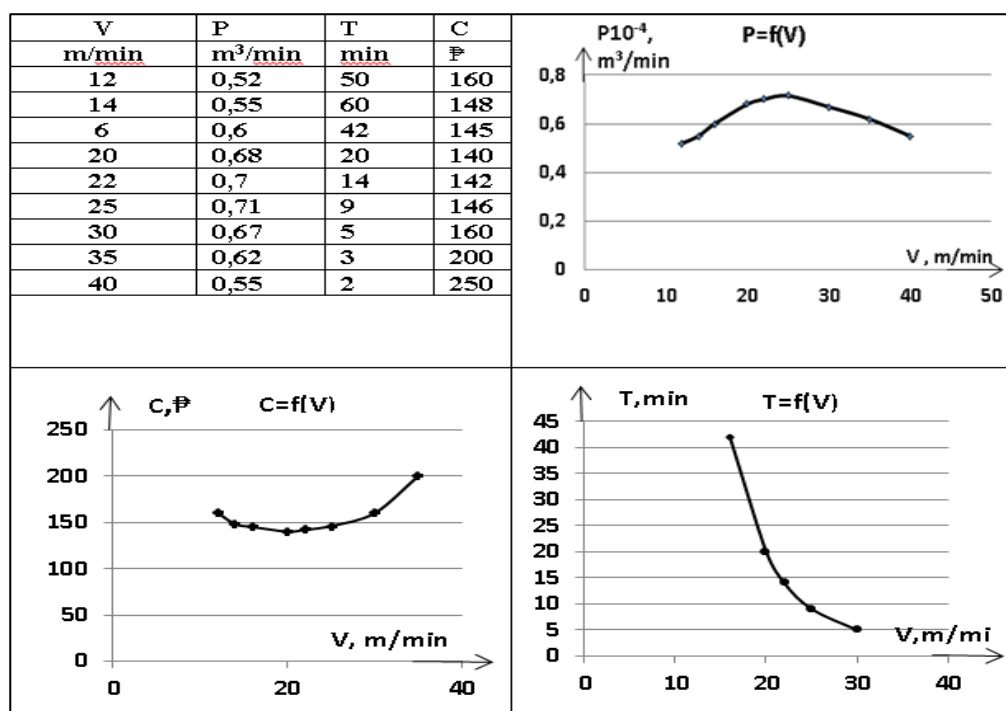 V P T C
m/min m³/min min ₱
12 0,52 50 160
14 0,55 60 148
6 0,6 42 145
20 0,68 20 140
22 0,7 14 142
25 0,71 9 146
30 0,67 5 160
35 0,62 3 200
40 0,55 2 250
P10⁻⁴, P=f(V)
m³/min
0,8
0,6
0,4
0,2
0
V , m/min
0 10 20 30 40 50
C,₱ C=f(V)
250
200
150
100
50
0
V, m/min
0 20 40
T,min T=f(V)
45
40
35
30
25
20
15
10
5
0
V,m/mi
0 10 20 30 40